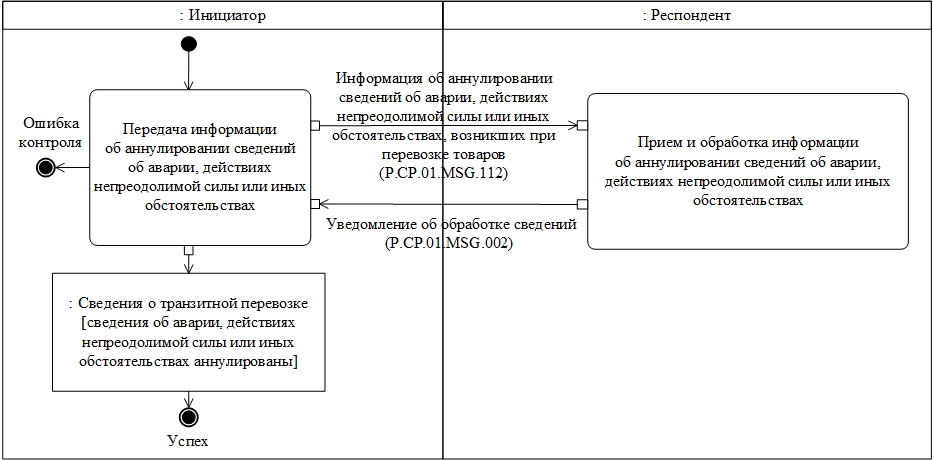 : Инициатор
: Респондент
Ошибка
контроля
Передача информации
об аннулировании сведений
об аварии, действиях
непреодолимой силы или иных
обстоятельствах
Информация об аннулировании
сведений об аварии, действиях
непреодолимой силы или иных
обстоятельствах, возникших при
перевозке товаров
(P.CP.01.MSG.112)
Прием и обработка информации
об аннулировании сведений об аварии,
действиях непреодолимой силы или иных
обстоятельствах
Уведомление об обработке сведений
(P.CP.01.MSG.002)
: Сведения о транзитной перевозке
[сведения об аварии, действиях
непреодолимой силы или иных
обстоятельствах аннулированы]
Успех